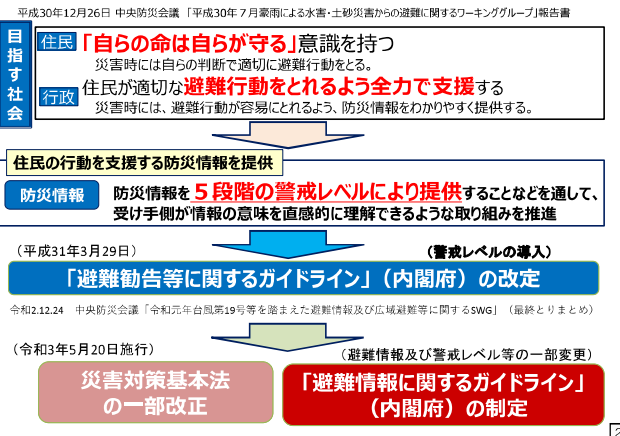 平成30年12月26日 中央防災会議 「平成30年7月豪雨による水害・土砂災害からの避難に関するワーキンググループ」報告書
目指す社会
住民 「自らの命は自らが守る」意識を持つ
災害時には自らの判断で適切に避難行動をとる。
行政 住民が適切な避難行動をとれるよう全力で支援する
災害時には、避難行動が容易にとれるよう、防災情報をわかりやすく提供する。
住民の行動を支援する防災情報を提供
防災情報 防災情報を5段階の警戒レベルにより提供することなどを通して、
受け手側が情報の意味を直感的に理解できるような取り組みを推進
(平成31年3月29日) (警戒レベルの導入)
「避難勧告等に関するガイドライン」(内閣府)の改定
令和2.12.24 中央防災会議「令和元年台風第19号等を踏まえた避難情報及び広域避難等に関するSWG」(最終とりまとめ)
(令和3年5月20日施行) (避難情報及び警戒レベル等の一部変更)
災害対策基本法
の一部改正
「避難情報に関するガイドライン」
(内閣府)の制定